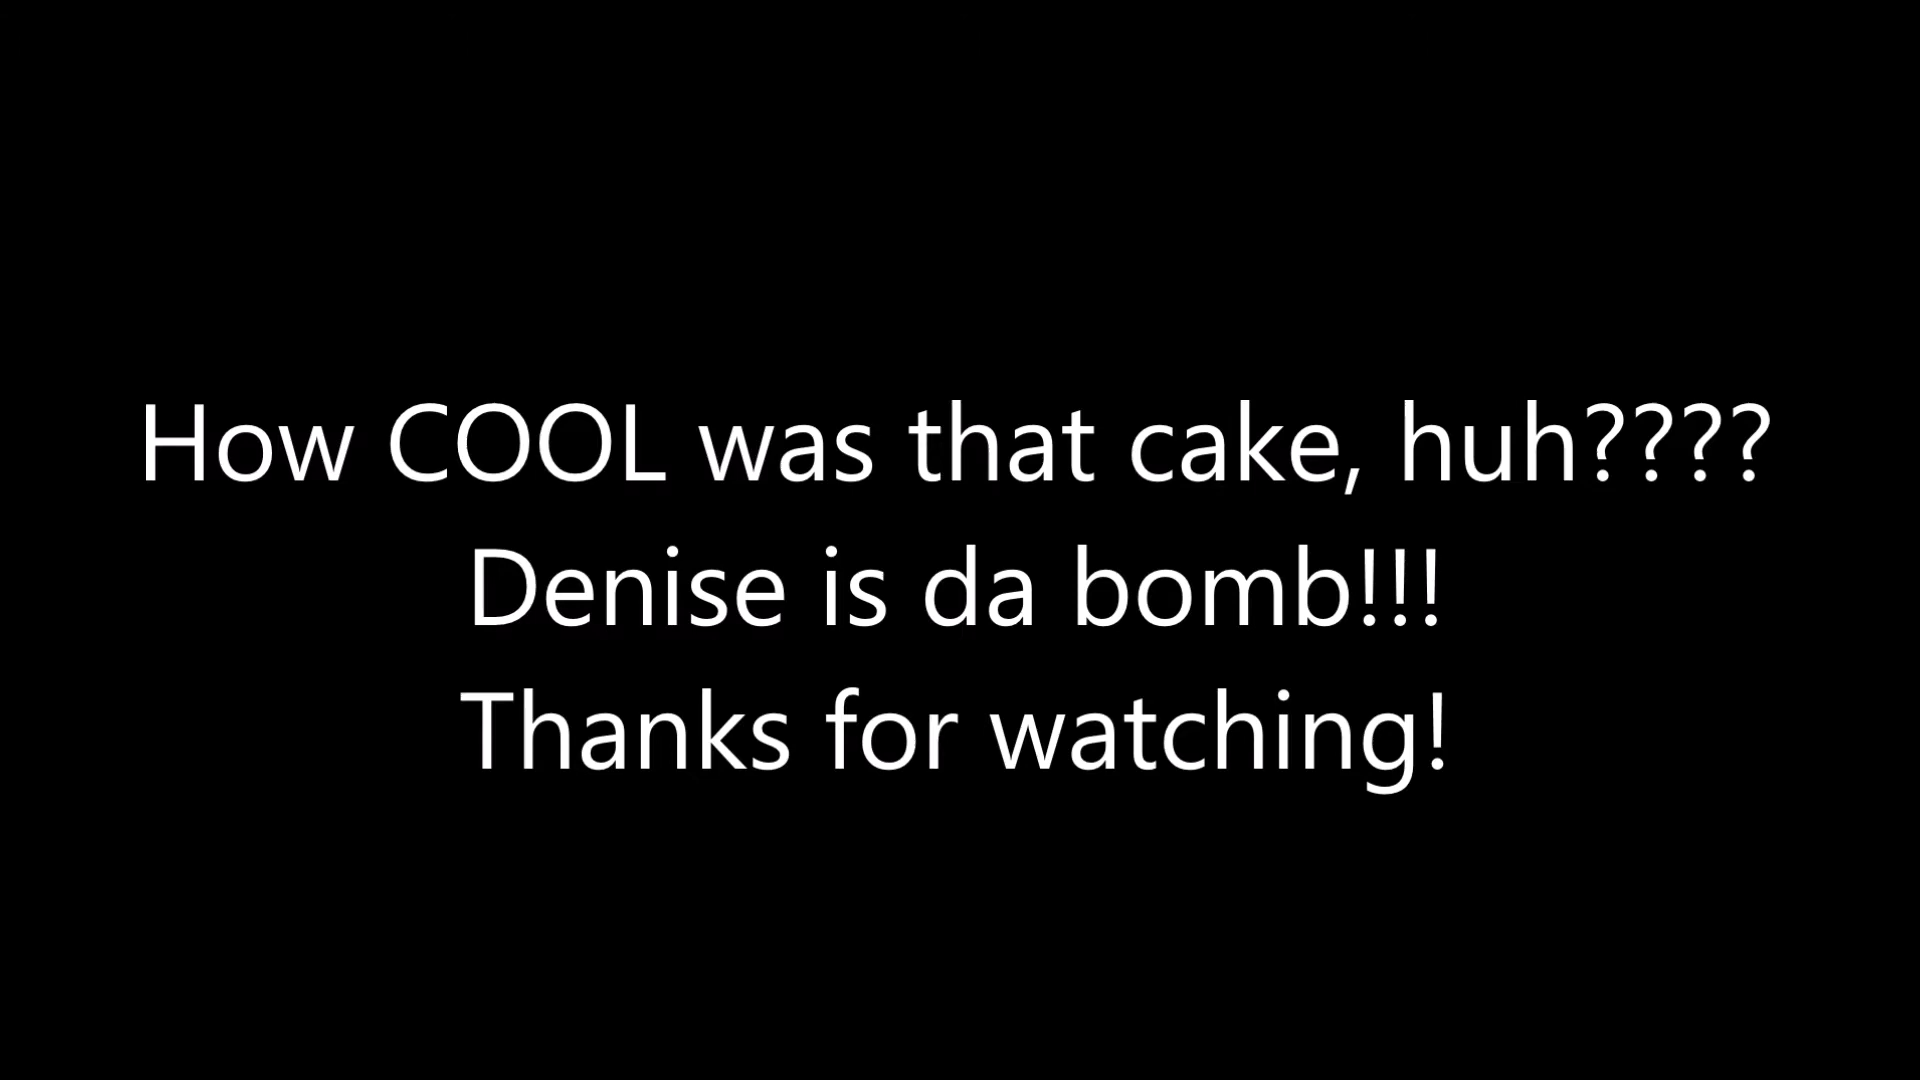 How COOL was that cake, huh????
Denise is da bomb!!!
Thanks for watching!